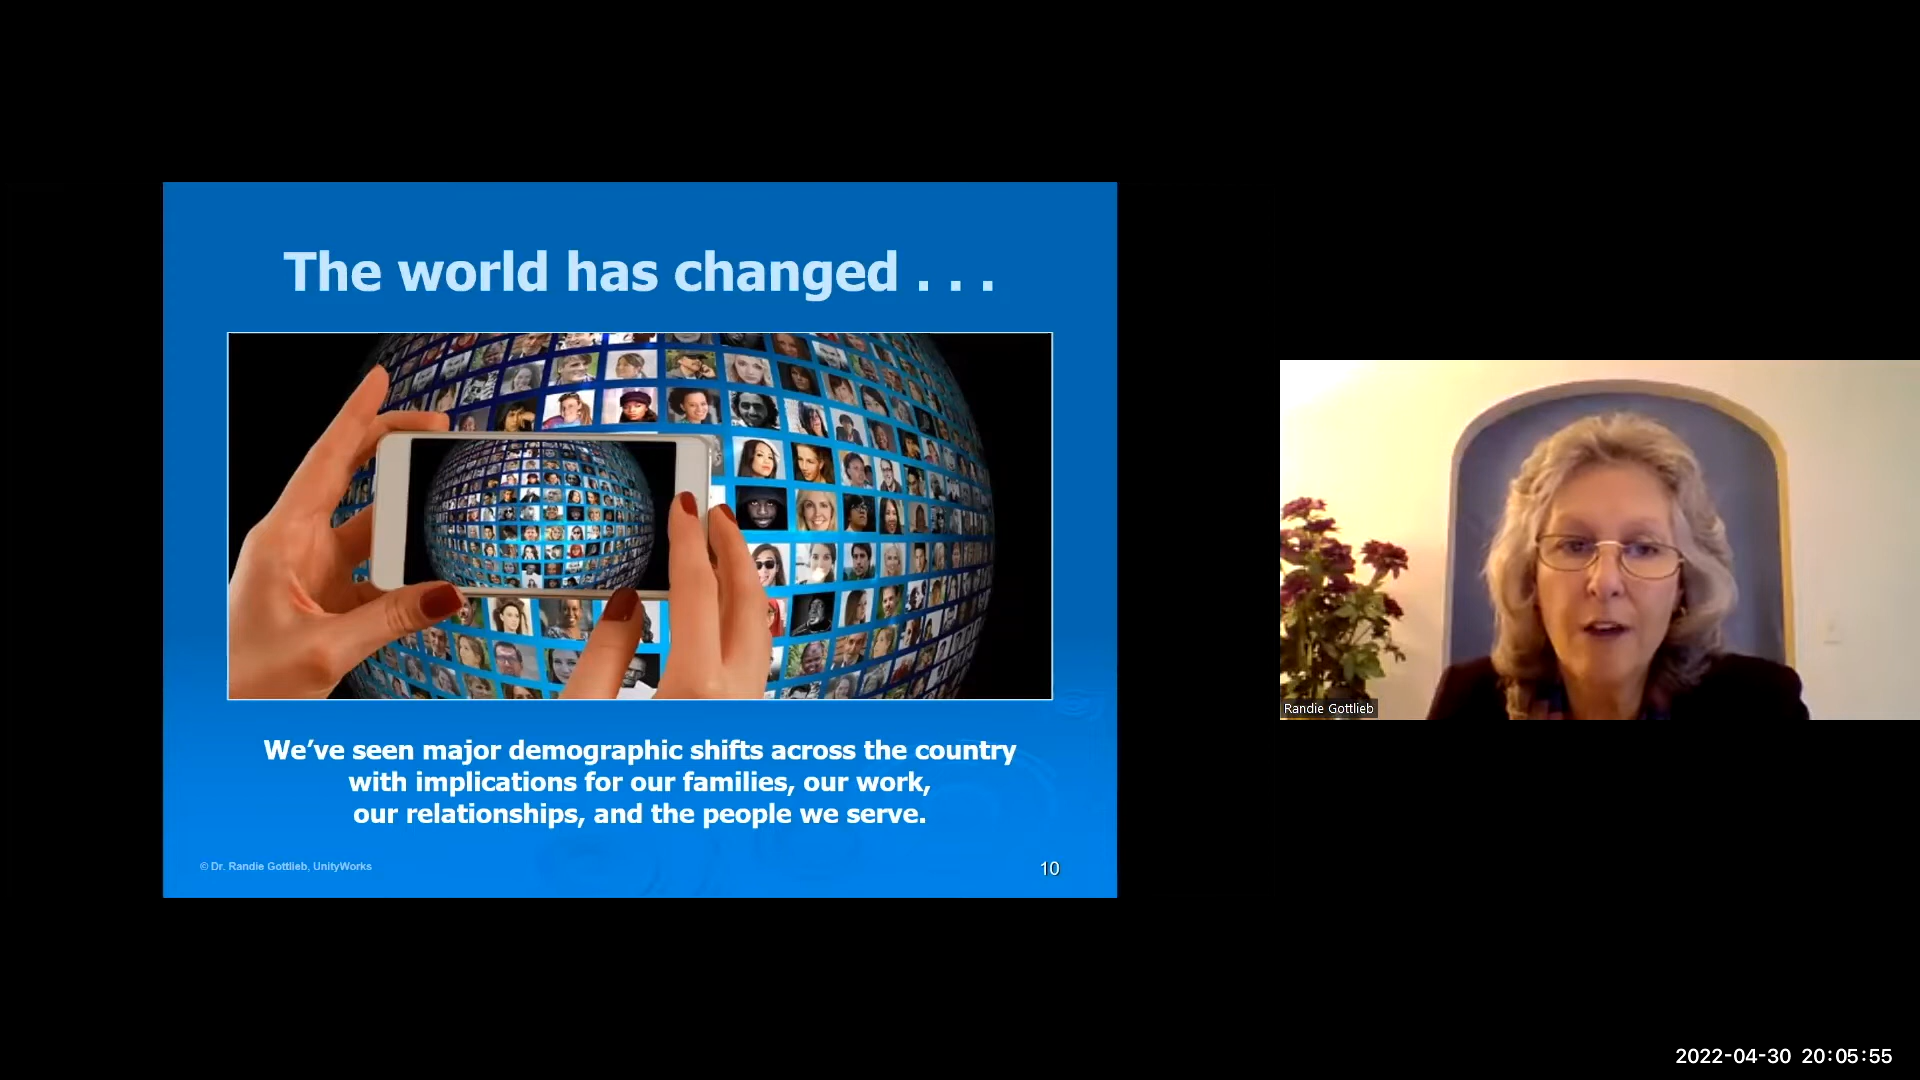 The world has changed . . .
We’ve seen major demographic shifts across the country
with implications for our families, our work,
our relationships, and the people we serve.
© Dr. Randie Gottlieb, UnityWorks
10
Randie Gottlieb
2022-04-30 20:05:55